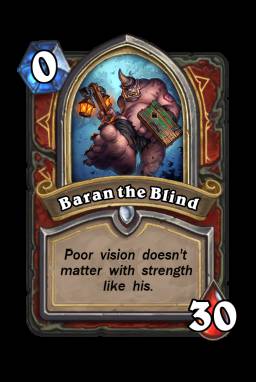 0
Baran the Blind
Poor vision doesn't
matter with strength
like his.
30